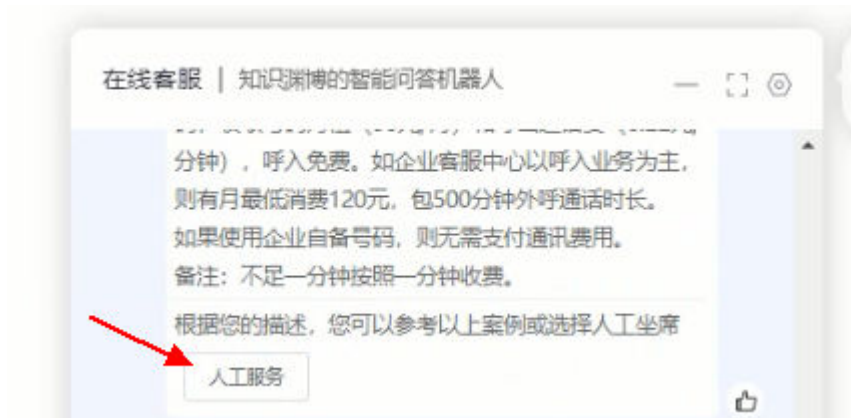 在线客服 | 知识渊博的智能问答机器人
分钟），呼入免费。如企业客服中心以呼入业务为主，
则有月最低消费120元，包500分钟外呼通话时长。
如果使用企业自备号码，则无需支付通讯费用。
备注：不足一分钟按照一分钟收费。
根据您的描述，您可以参考以上案例或选择人工坐席
人工服务